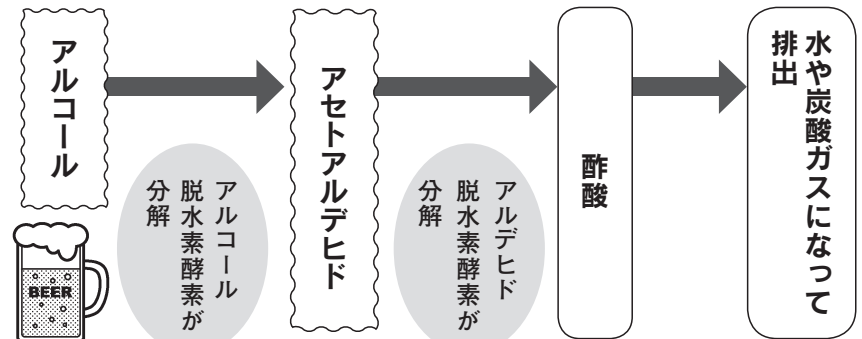 アルコール
BEER
アルコール
脱水素酵素が
分解
アセトアルデヒド
アルデヒド
脱水素酵素が
分解
酢酸
水や炭酸ガスになって
排出